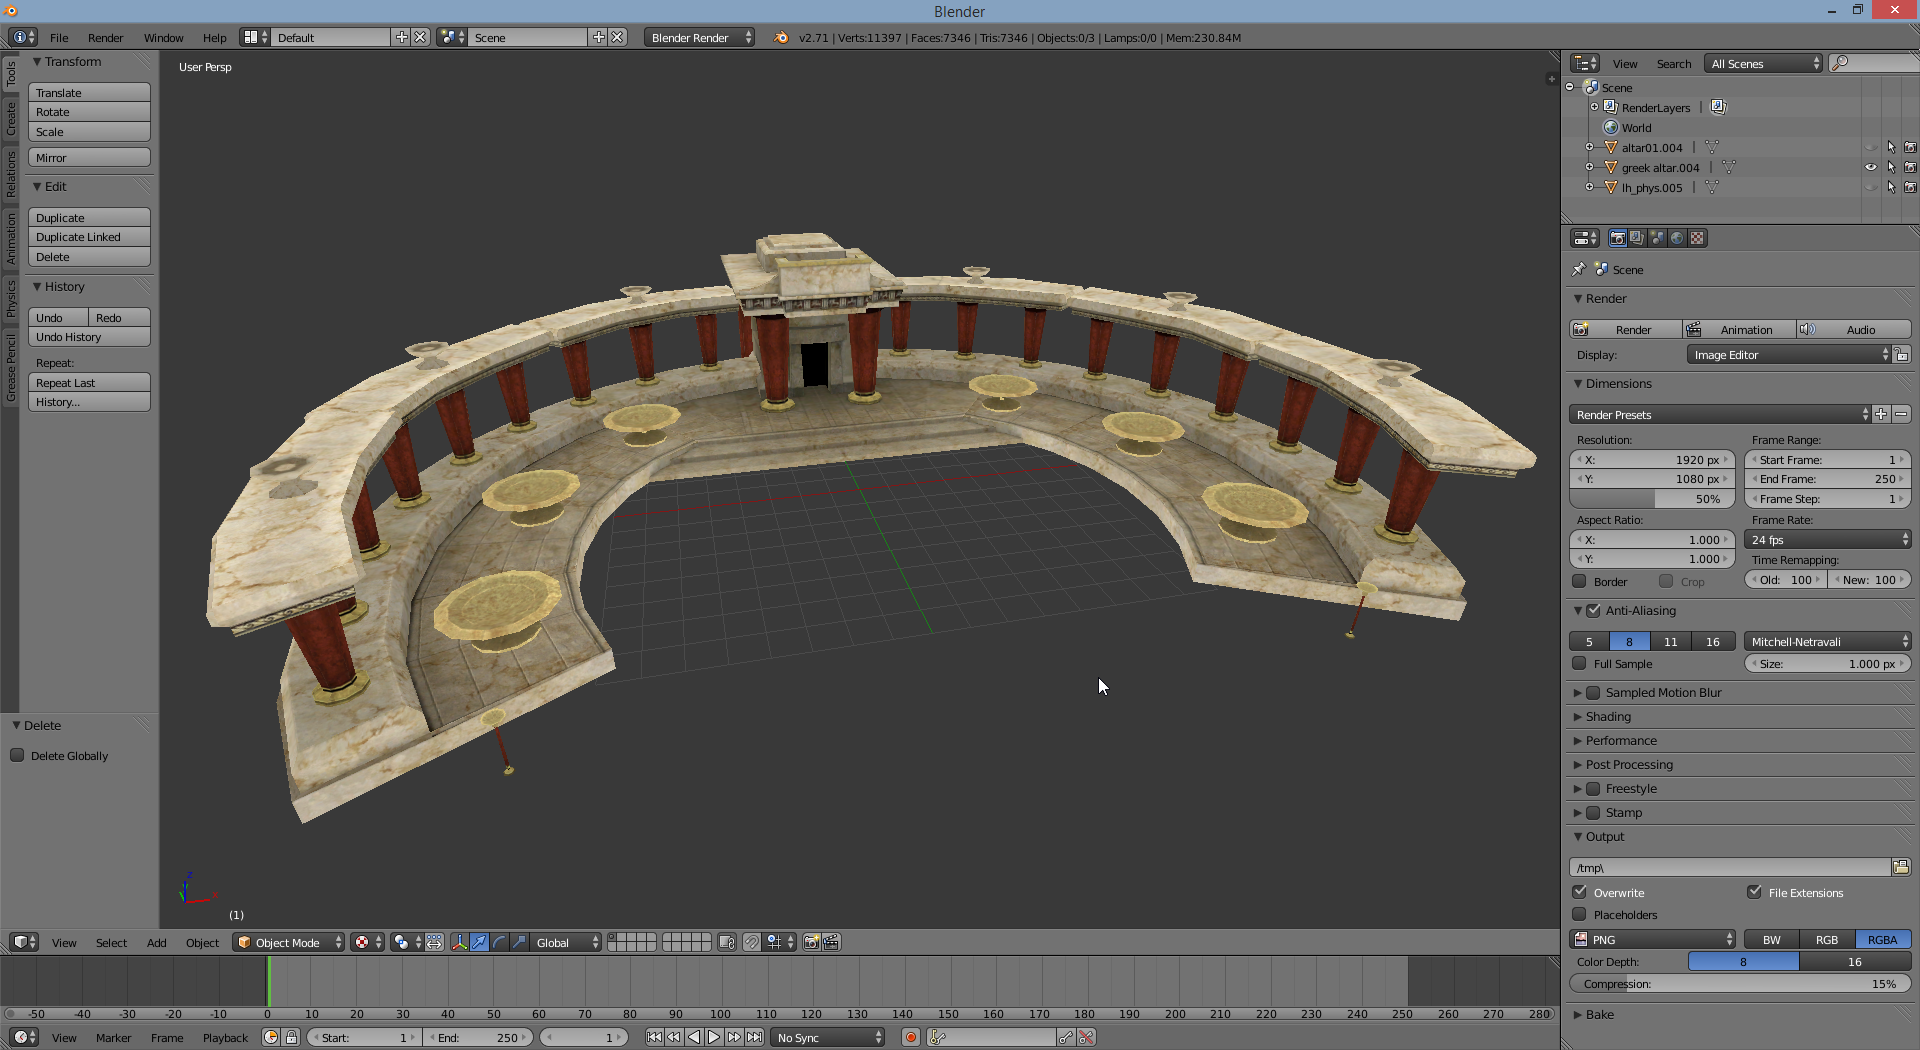 Blender
File Render Window Help Default Scene Blender Render v2.71 | Verts:11397 | Faces:7346 | Tris:7346 | Objects:0/3 | Lamps:0/0 | Mem:230.84M
Tools
Create
Relations
Animation
Physics
Grease Pencil
Transform
Translate
Rotate
Scale
Mirror
Edit
Duplicate
Duplicate Linked
Delete
History
Undo Redo
Undo History
Repeat:
Repeat Last
History...
Delete
Delete Globally
User Persp
z
x
(1)
View Select Add Object Object Mode Global
-50 -40 -30 -20 -10 0 10 20 30 40 50 60 70 80 90 100 110 120 130 140 150 160 170 180 190 200 210 220 230 240 250 260 270 280
View Marker Frame Playback Start: 1 End: 250 1 No Sync
View Search All Scenes
Scene
RenderLayers |
World
altar01.004 |
greek altar.004 |
lh_phys.005 |
Scene
Render
Render Animation Audio
Display: Image Editor
Dimensions
Render Presets
Resolution: Frame Range:
X: 1920 px Start Frame: 1
Y: 1080 px End Frame: 250
50% Frame Step: 1
Aspect Ratio: Frame Rate:
X: 1.000 24 fps
Y: 1.000 Time Remapping:
Border Crop Old: 100 New: 100
Anti-Aliasing
5 8 11 16 Mitchell-Netravali
Full Sample Size: 1.000 px
Sampled Motion Blur
Shading
Performance
Post Processing
Freestyle
Stamp
Output
/tmp\
Overwrite File Extensions
Placeholders
PNG BW RGB RGBA
Color Depth: 8 16
Compression: 15%
Bake